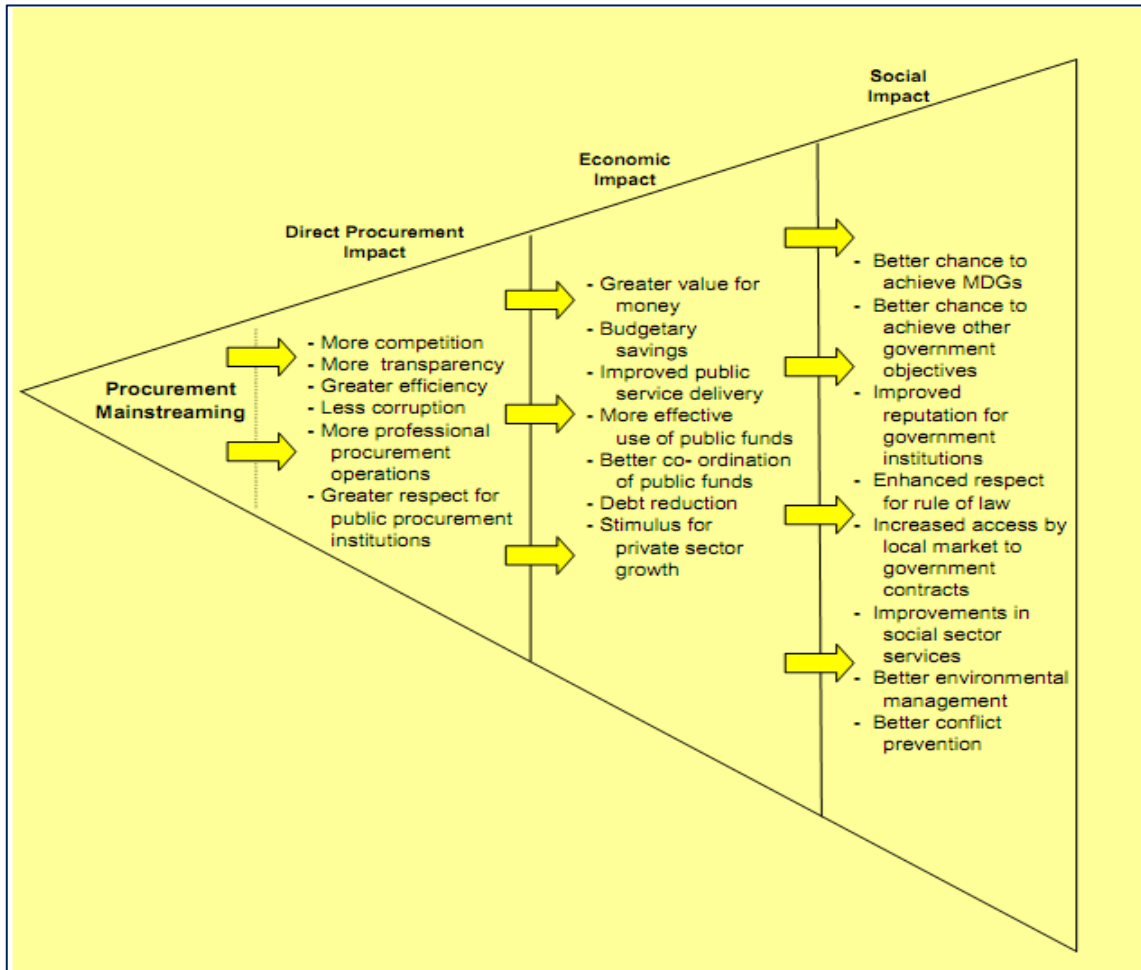 Social
Impact
Economic
Impact
Direct Procurement
Impact
Procurement
Mainstreaming
- More competition
- More transparency
- Greater efficiency
- Less corruption
- More professional
procurement
operations
- Greater respect for
public procurement
institutions
- Greater value for
money
- Budgetary
savings
- Improved public
service delivery
- More effective
use of public funds
- Better co- ordination
of public funds
- Debt reduction
- Stimulus for
private sector
growth
- Better chance to
achieve MDGs
- Better chance to
achieve other
government
objectives
- Improved
reputation for
government
institutions
- Enhanced respect
for rule of law
- Increased access by
local market to
government
contracts
- Improvements in
social sector
services
- Better environmental
management
- Better conflict
prevention